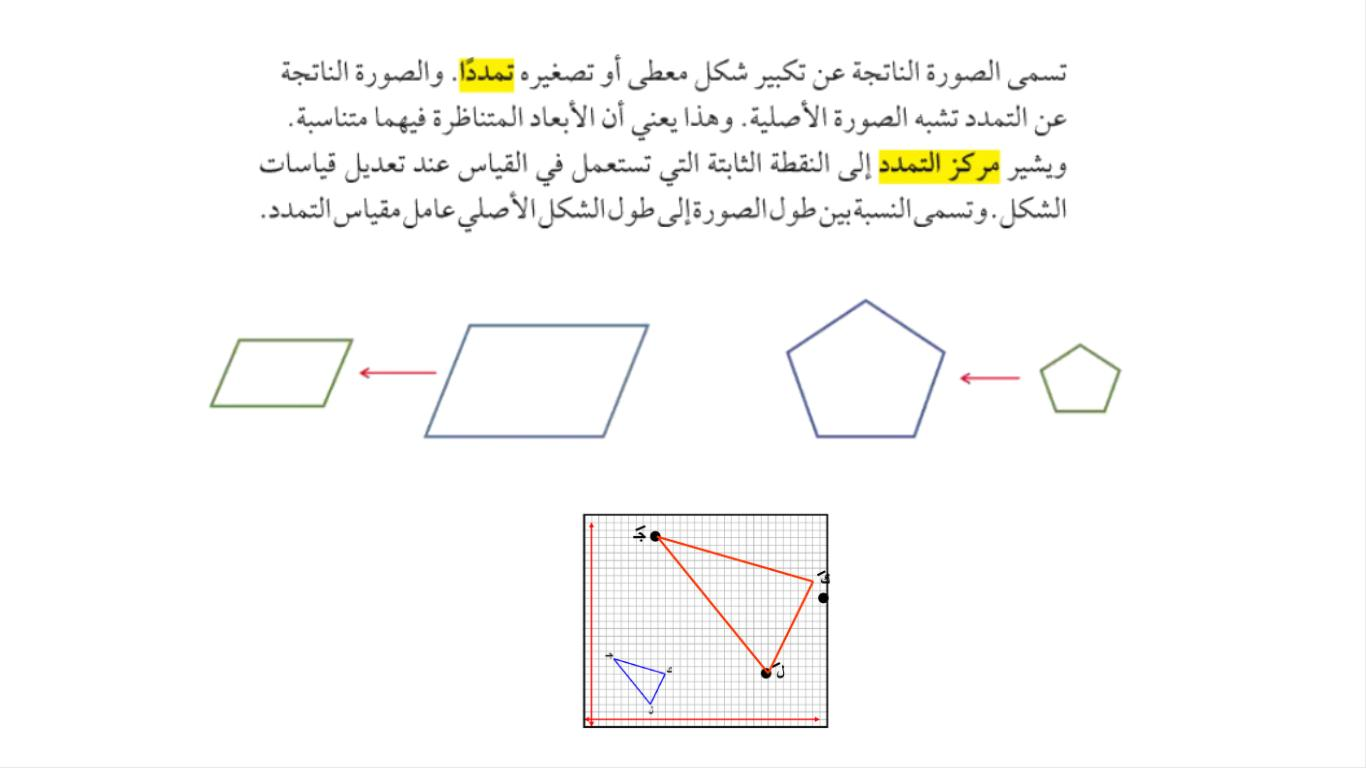 تسمى الصورة الناتجة عن تكبير شكل معطى أو تصغيره تمددًا. والصورة الناتجة
عن التمدد تشبه الصورة الأصلية. وهذا يعني أن الأبعاد المتناظرة فيهما متناسبة.
ويشير مركز التمدد إلى النقطة الثابتة التي تستعمل في القياس عند تعديل قياسات
الشكل. وتسمى النسبة بين طول الصورة إلى طول الشكل الأصلي عامل مقياس التمدد.
جـَ
كَ
لَ